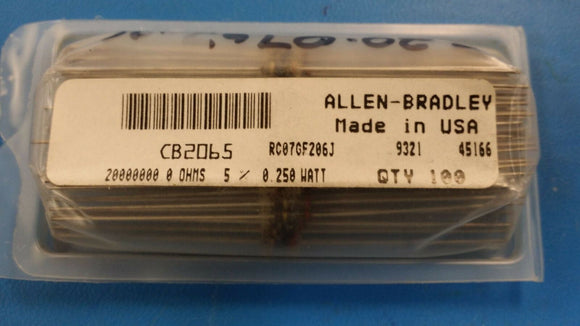 ALLEN-BRADLEY
Made in USA
CB2065 RC07GF206J 9321 45166
20000000.0 OHMS 5 % 0.250 WATT QTY 100